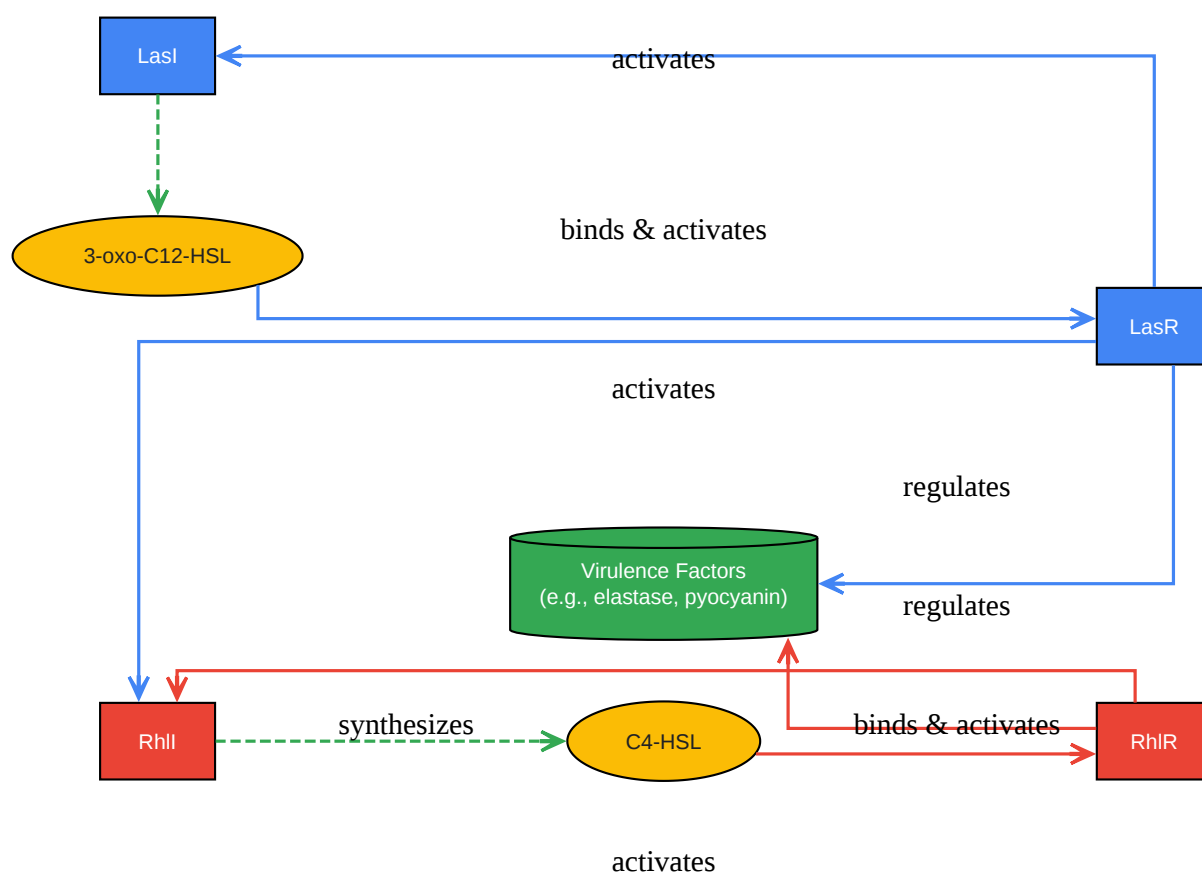 LasI
activates
binds & activates
3-oxo-C12-HSL
LasR
activates
regulates
Virulence Factors
(e.g., elastase, pyocyanin)
regulates
synthesizes
binds & activates
RhlI
C4-HSL
RhlR
activates